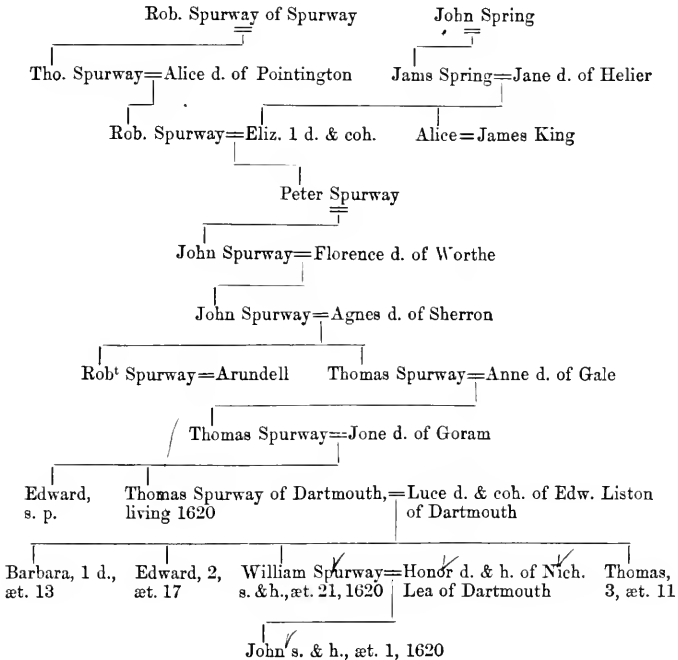 Rob. Spurway of Spurway John Spring
Tho. Spurway=Alice d. of Pointington Jams Spring=Jane d. of Helier
Rob. Spurway=Eliz. 1 d. & coh. Alice=James King
Peter Spurway
John Spurway=Florence d. of Worthe
John Spurway=Agnes d. of Sherron
Robᵗ Spurway=Arundell Thomas Spurway=Anne d. of Gale
Thomas Spurway=Jone d. of Goram
Edward, Thomas Spurway of Dartmouth,=Luce d. & coh. of Edw. Liston
s. p. living 1620 of Dartmouth
Barbara, 1 d., Edward, 2, William Spurway=Honor d. & h. of Nich. Thomas,
æt. 13 æt. 17 s. &h., æt. 21, 1620 Lea of Dartmouth 3, æt. 11
John s. & h., æt. 1, 1620